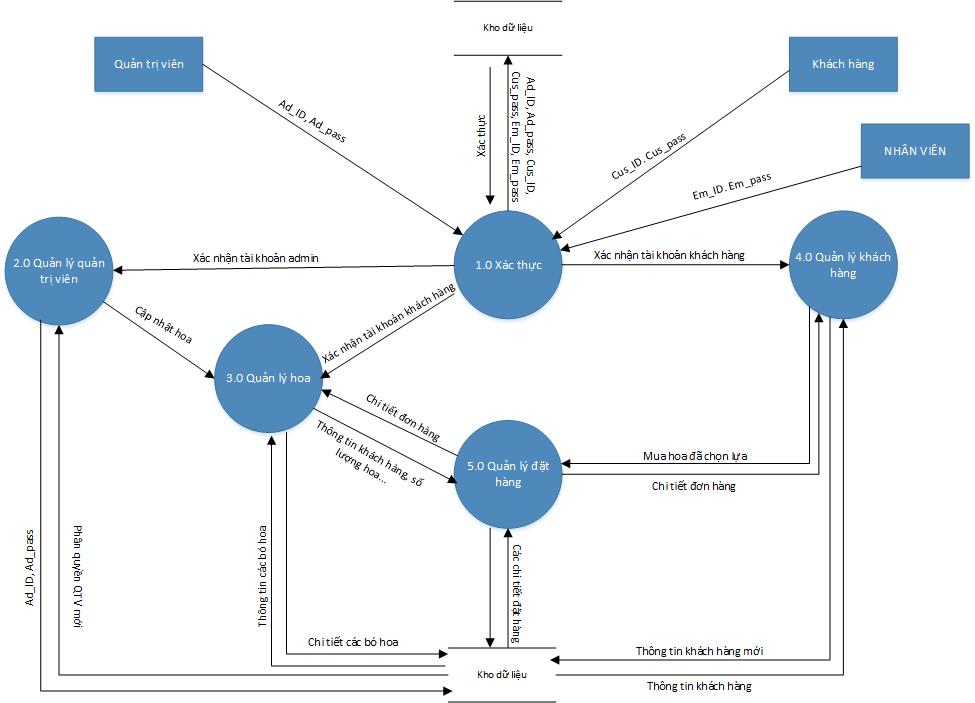 Kho dữ liệu
Quản trị viên
Khách hàng
NHÂN VIÊN
Ad_ID, Ad_pass
Xác thực
Ad_ID, Ad_pass, Cus_ID,
Cus_pass, Em_ID, Em_pass
Cus_ID. Cus_pass
Em_ID. Em_pass
2.0 Quản lý quản
trị viên
Xác nhận tài khoản admin
1.0 Xác thực
Xác nhận tài khoản khách hàng
4.0 Quản lý khách
hàng
Cập nhật hoa
Xác nhận tài khoản khách hàng
3.0 Quản lý hoa
Chi tiết đơn hàng
Thông tin khách hàng, số
lượng hoa...
5.0 Quản lý đặt
hàng
Mua hoa đã chọn lựa
Chi tiết đơn hàng
Ad_ID, Ad_pass
Phân quyền QTV mới
Thông tin các bó hoa
Các chi tiết đặt hàng
Chi tiết các bó hoa
Kho dữ liệu
Thông tin khách hàng mới
Thông tin khách hàng